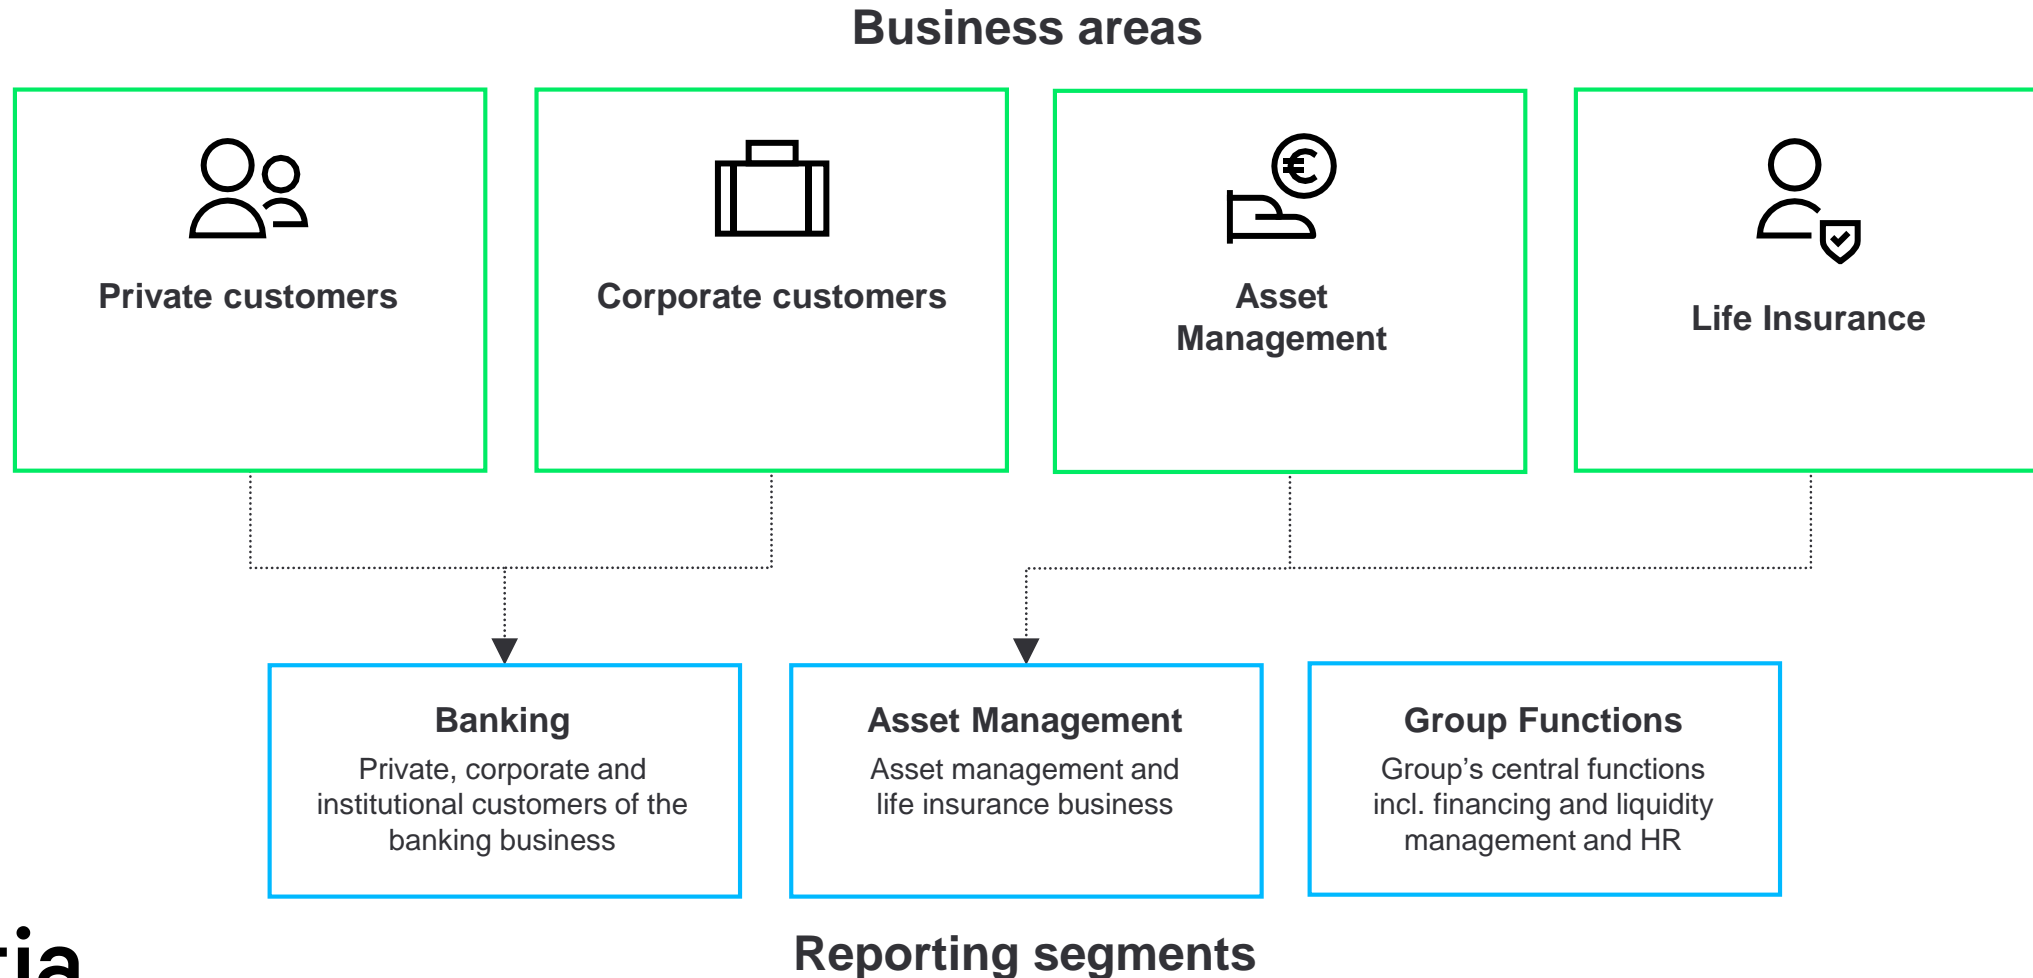 Business areas
Private customers
Corporate customers
Asset
Management
Life Insurance
Banking
Private, corporate and
institutional customers of the
banking business
Asset Management
Asset management and
life insurance business
Group Functions
Group’s central functions
incl. financing and liquidity
management and HR
Reporting segments